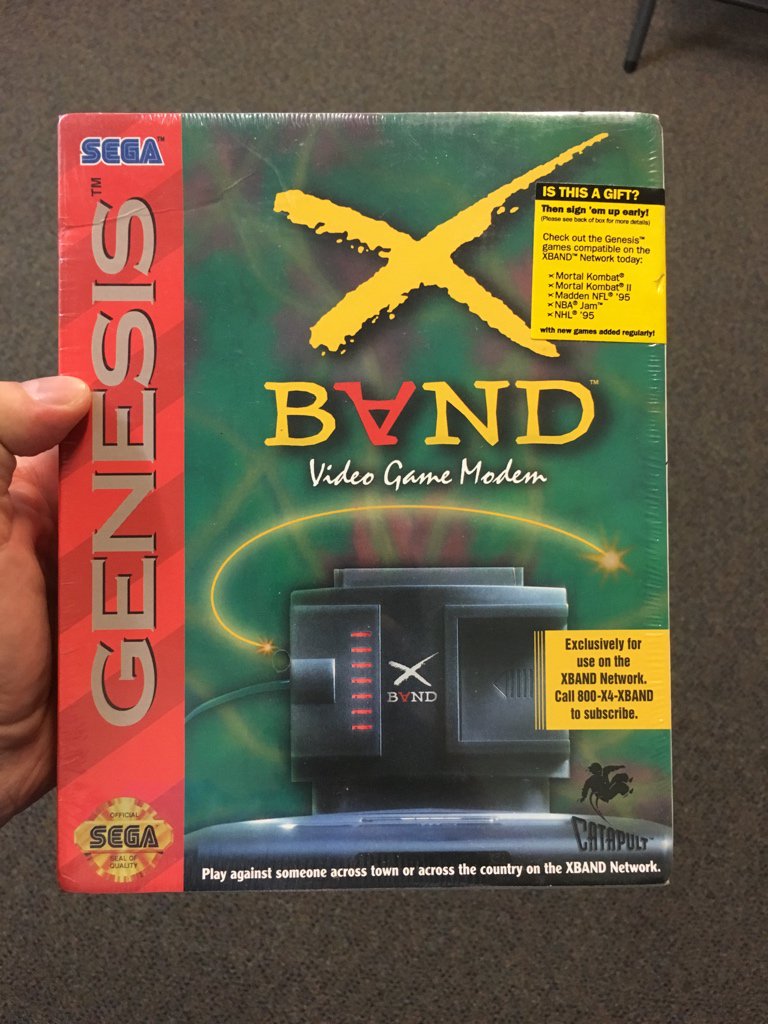 SEGA™
GENESIS™
X
BAND™
Video Game Modem
IS THIS A GIFT?
Then sign 'em up early!
(Please see back of box for more details)
Check out the Genesis™
games compatible on the
XBAND™ Network today:
×Mortal Kombat®
×Mortal Kombat® II
×Madden NFL® '95
×NBA® Jam™
×NHL® '95
with new games added regularly!
X
BAND
Exclusively for
use on the
XBAND Network.
Call 800-X4-XBAND
to subscribe.
CATAPULT™
OFFICIAL
SEGA
SEAL OF
QUALITY
Play against someone across town or across the country on the XBAND Network.